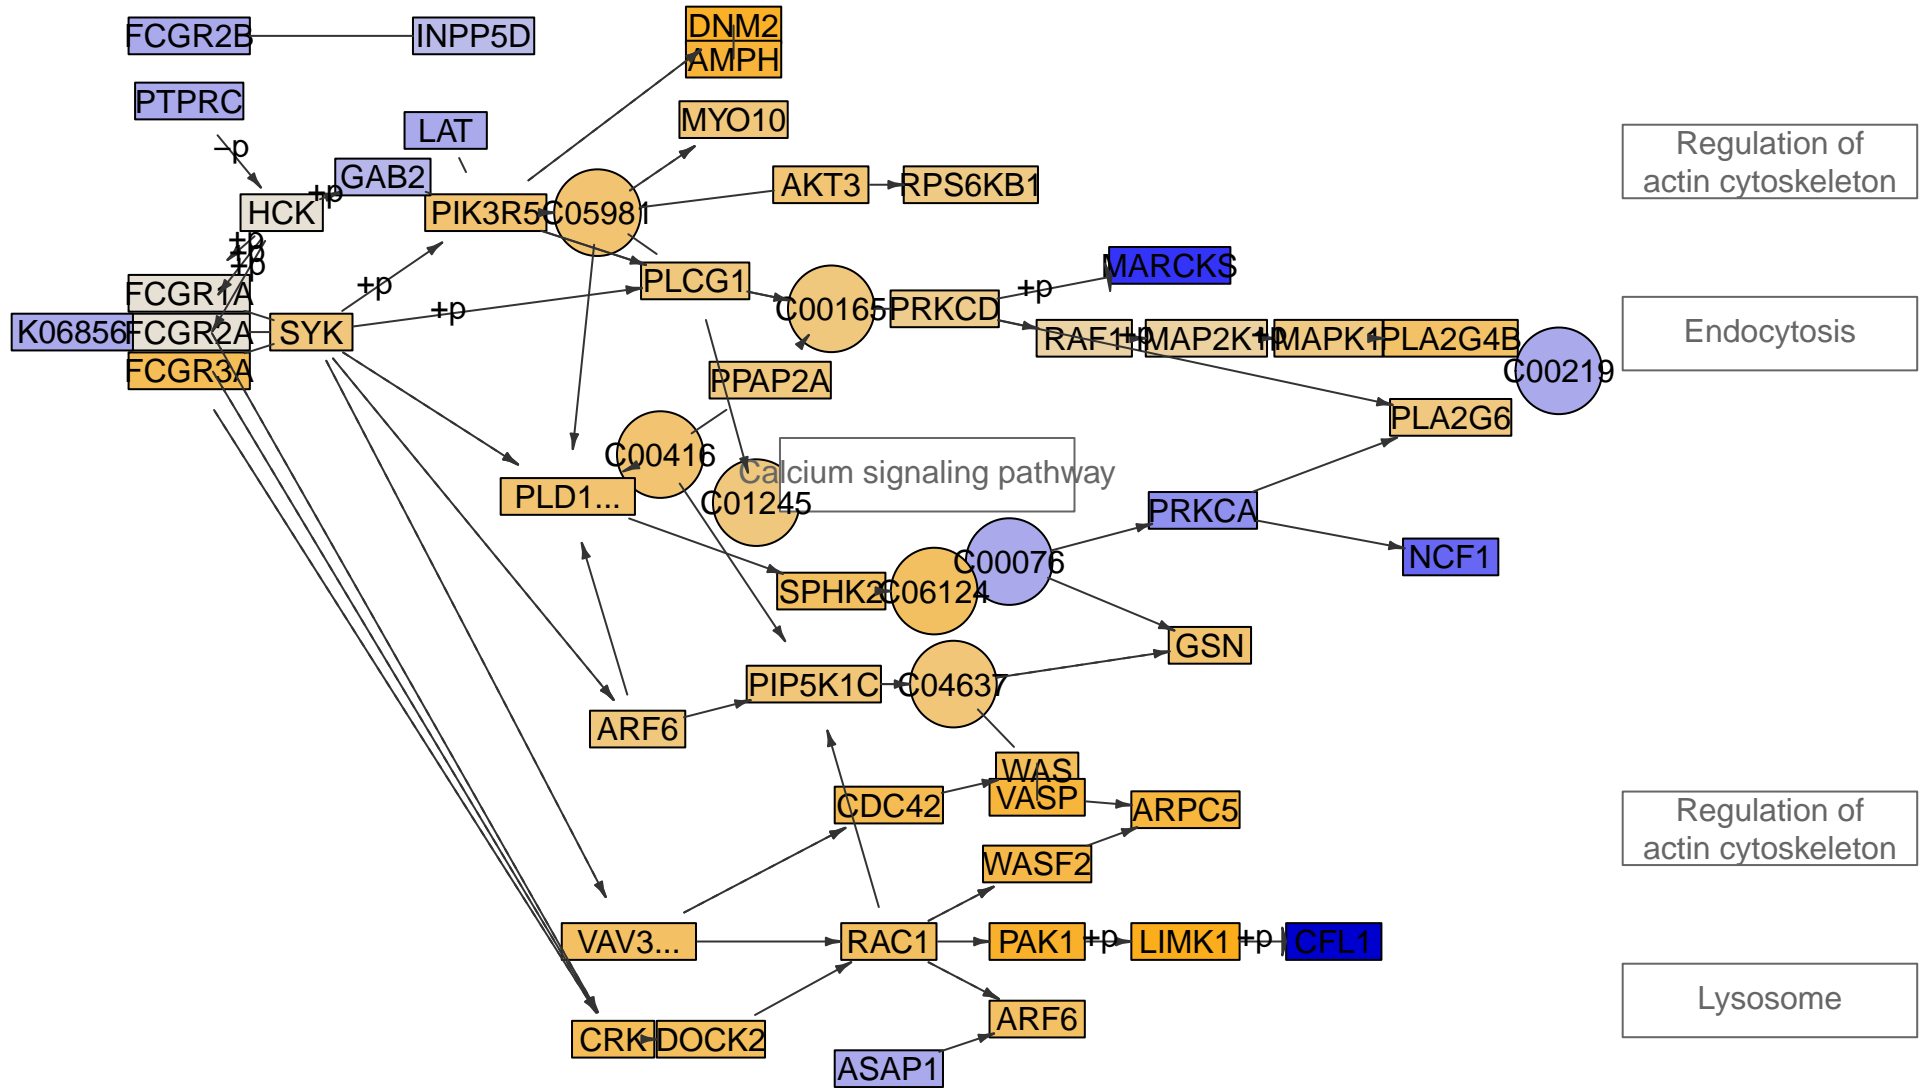 FCGR2B
INPP5D
DNM2
AMPH
PTPRC
LAT
MYO10
Regulation of
actin cytoskeleton
–p
GAB2
AKT3
RPS6KB1
+p
HCK
PIK3R5
C05981
+p
+p
+p
MARCKS
PLCG1
+p
+p
FCGR1A
C00165
PRKCD
+p
K06856
FCGR2A
SYK
RAF1
+p
MAP2K1
+p
MAPK1
PLA2G4B
Endocytosis
FCGR3A
PPAP2A
C00219
PLA2G6
C00416
Calcium signaling pathway
PLD1...
C01245
PRKCA
NCF1
C00076
SPHK2
C06124
GSN
PIP5K1C
C04637
ARF6
WAS
VASP
CDC42
ARPC5
Regulation of
actin cytoskeleton
WASF2
VAV3...
RAC1
PAK1
+p
LIMK1
+p
CFL1
Lysosome
ARF6
CRK
DOCK2
ASAP1